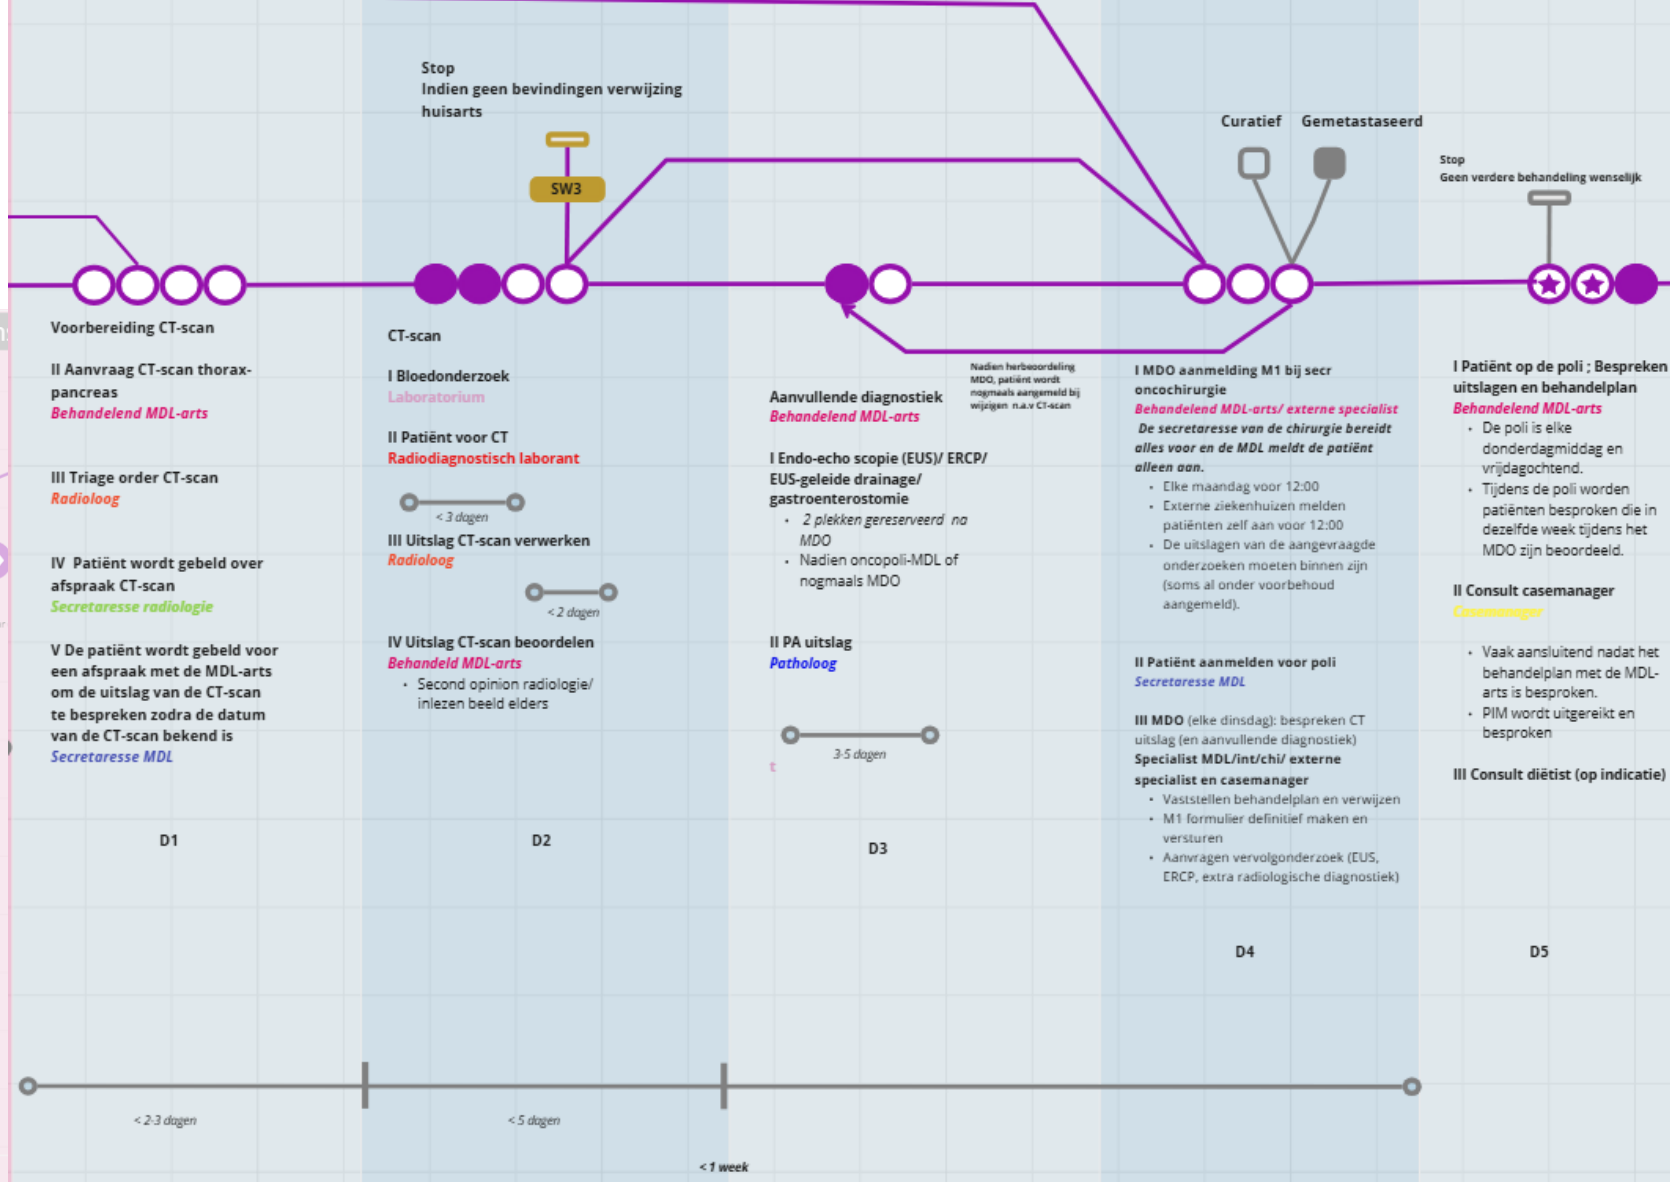 Stop
Indien geen bevindingen verwijzing
huisarts
SW3
Curatief
Gemetastaseerd
Stop
Geen verdere behandeling wenselijk
Voorbereiding CT-scan
II Aanvraag CT-scan thorax-
pancreas
Behandelend MDL-arts
III Triage order CT-scan
Radioloog
IV Patiënt wordt gebeld over
afspraak CT-scan
Secretaresse radiologie
V De patiënt wordt gebeld voor
een afspraak met de MDL-arts
om de uitslag van de CT-scan
te bespreken zodra de datum
van de CT-scan bekend is
Secretaresse MDL
D1
CT-scan
I Bloedonderzoek
Laboratorium
II Patiënt voor CT
Radiodiagnostisch laborant
< 3 dagen
III Uitslag CT-scan verwerken
Radioloog
< 2 dagen
IV Uitslag CT-scan beoordelen
Behandeld MDL-arts
• Second opinion radiologie/
inlezen beeld elders
D2
Nadien herbeoordeling
MDO, patiënt wordt
nogmaals aangemeld bij
wijzigen n.a.v CT-scan
Aanvullende diagnostiek
Behandelend MDL-arts
I Endo-echo scopie (EUS)/ ERCP/
EUS-geleide drainage/
gastroenterostomie
• 2 plekken gereserveerd na
MDO
• Nadien oncopoli-MDL of
nogmaals MDO
II PA uitslag
Patholoog
3-5 dagen
t
D3
I MDO aanmelding M1 bij secr
oncochirurgie
Behandelend MDL-arts/ externe specialist
De secretaresse van de chirurgie bereidt
alles voor en de MDL meldt de patiënt
alleen aan.
• Elke maandag voor 12:00
• Externe ziekenhuizen melden
patiënten zelf aan voor 12:00
• De uitslagen van de aangevraagde
onderzoeken moeten binnen zijn
(soms al onder voorbehoud
aangemeld).
II Patiënt aanmelden voor poli
Secretaresse MDL
III MDO (elke dinsdag): bespreken CT
uitslag (en aanvullende diagnostiek)
Specialist MDL/int/chi/ externe
specialist en casemanager
• Vaststellen behandelplan en verwijzen
• M1 formulier definitief maken en
versturen
• Aanvragen vervolgonderzoek (EUS,
ERCP, extra radiologische diagnostiek)
D4
I Patiënt op de poli ; Bespreken
uitslagen en behandelplan
Behandelend MDL-arts
• De poli is elke
donderdagmiddag en
vrijdagochtend.
• Tijdens de poli worden
patiënten besproken die in
dezelfde week tijdens het
MDO zijn beoordeeld.
II Consult casemanager
Casemanager
• Vaak aansluitend nadat het
behandelplan met de MDL-
arts is besproken.
• PIM wordt uitgereikt en
besproken
III Consult diëtist (op indicatie)
D5
< 2-3 dagen
< 5 dagen
< 1 week